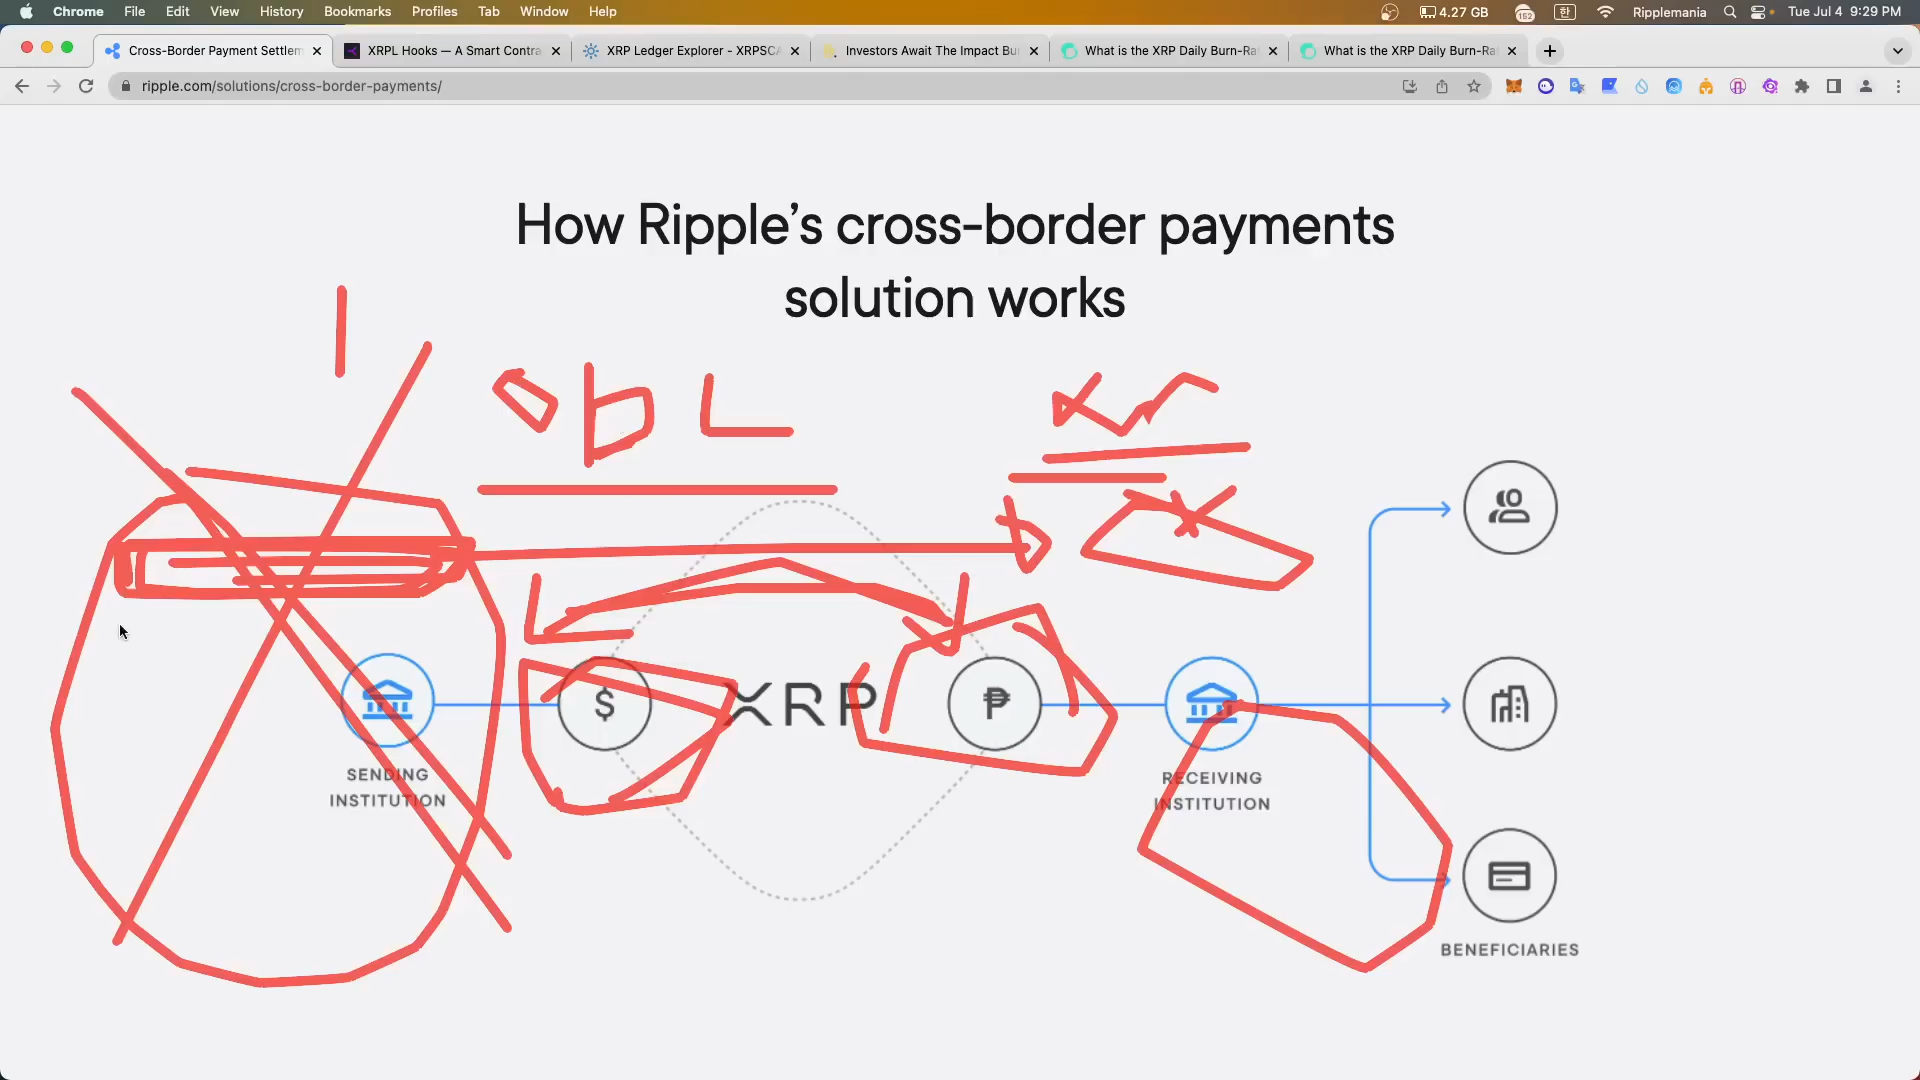 Chrome File Edit View History Bookmarks Profiles Tab Window Help 4.27 GB 152 한 Ripplemania Tue Jul 4 9:29 PM
Cross-Border Payment Settlem XRPL Hooks — A Smart Contra XRP Ledger Explorer - XRPSCA Investors Await The Impact Bu What is the XRP Daily Burn-Ra What is the XRP Daily Burn-Ra
ripple.com/solutions/cross-border-payments/
How Ripple's cross-border payments
solution works
$ XRP ₱
SENDING
INSTITUTION
RECEIVING
INSTITUTION
BENEFICIARIES